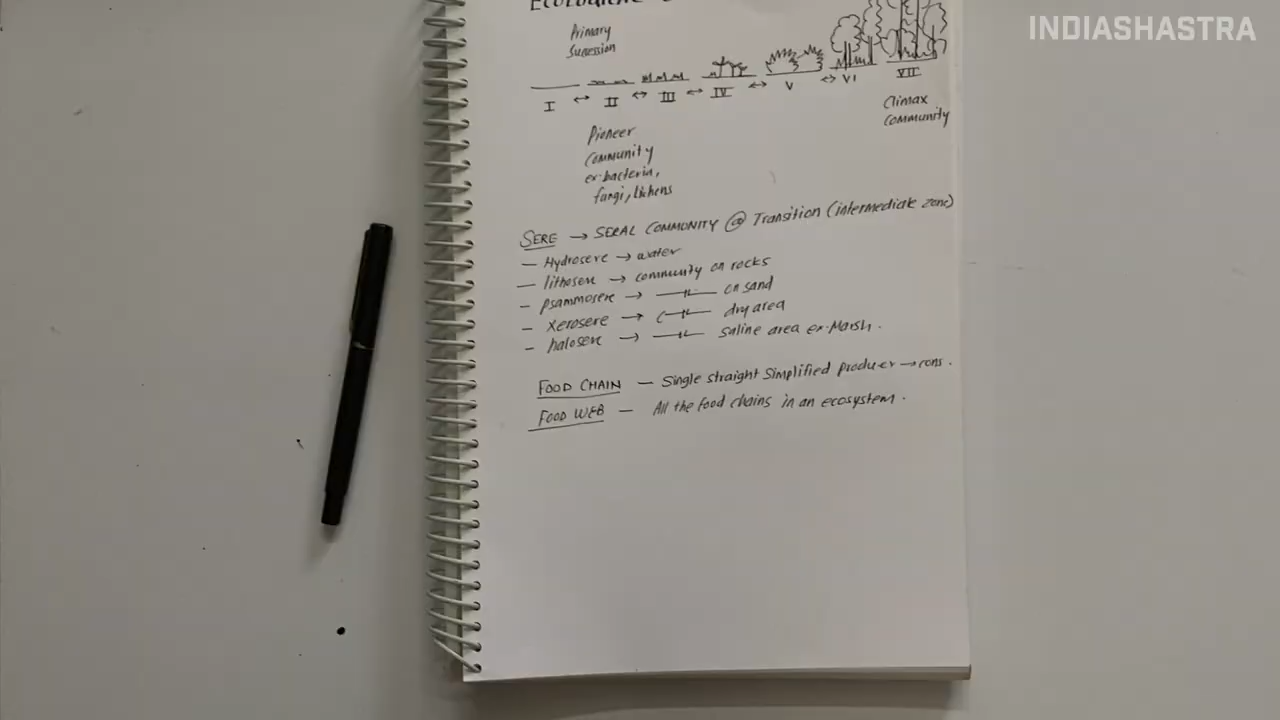 INDIASHASTRA
Primary
Sucession
I ↔ II ↔ III ↔ IV ↔ V ↔ VI VII
Climax
Community
Pioneer
Community
ex-bacteria,
fungi, lichens
SERE → SERAL COMMUNITY @ Transition (intermediate zone)
- Hydrosere → water
- lithosere → community on rocks
- psammosere → on sand
- xerosere → dry area
- halosere → saline area ex-Marsh.
FOOD CHAIN - Single straight simplified producer → cons.
FOOD WEB - All the food chains in an ecosystem.